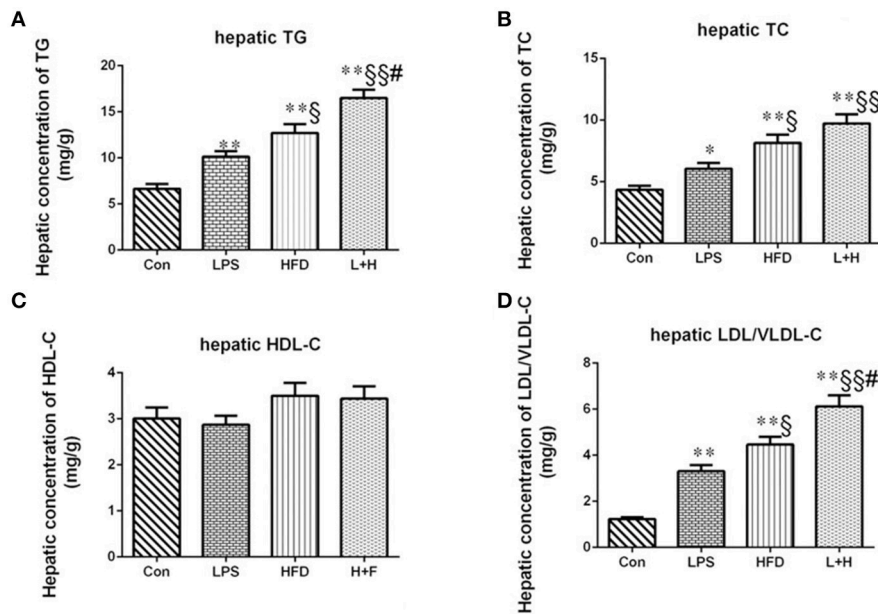 A
hepatic TG
Hepatic concentration of TG
(mg/g)
20
15
10
5
0
**
**§
**§§#
Con LPS HFD L+H
B
hepatic TC
Hepatic concentration of TC
(mg/g)
15
10
5
0
*
**§
**§§
Con LPS HFD L+H
C
hepatic HDL-C
Hepatic concentration of HDL-C
(mg/g)
4
3
2
1
0
Con LPS HFD H+F
D
hepatic LDL/VLDL-C
Hepatic concentration of LDL/VLDL-C
(mg/g)
8
6
4
2
0
**
**§
**§§#
Con LPS HFD L+H